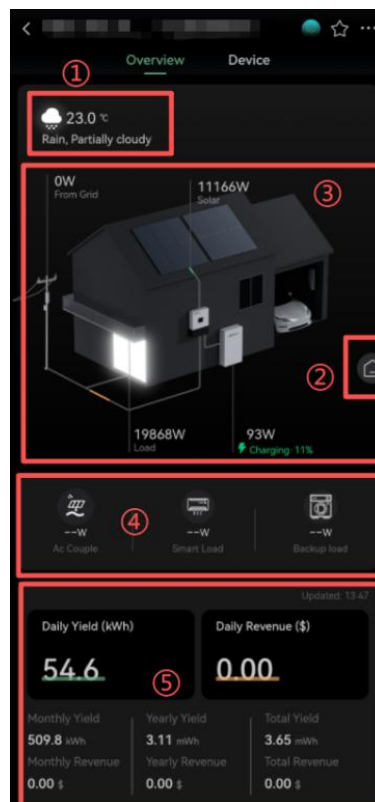 Overview Device
①
23.0 ℃
Rain, Partially cloudy
0W
From Grid
11166W
Solar
③
②
19868W
Load
93W
Charging: 11%
④
--W
Ac Couple
--W
Smart Load
--W
Backup load
Updated: 13:47
Daily Yield (kWh)
54.6
Daily Revenue ($)
0.00
⑤
Monthly Yield Yearly Yield Total Yield
509.8 kWh 3.11 mWh 3.65 mWh
Monthly Revenue Yearly Revenue Total Revenue
0.00 $ 0.00 $ 0.00 $